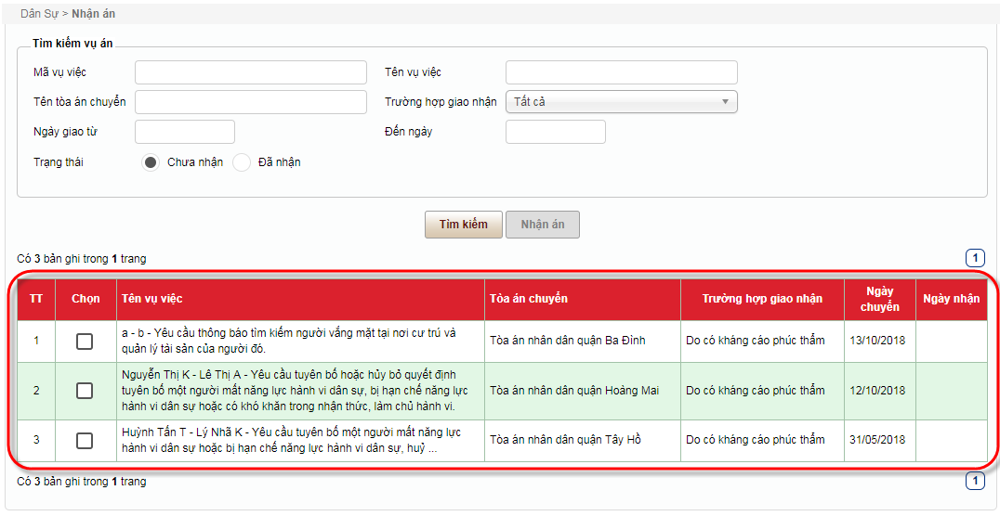 Dân Sự > Nhận án
Tìm kiếm vụ án
Mã vụ việc
Tên vụ việc
Tên tòa án chuyển
Trường hợp giao nhận
Tất cả
Ngày giao từ
Đến ngày
Trạng thái
Chưa nhận
Đã nhận
Tìm kiếm
Nhận án
Có 3 bản ghi trong 1 trang
1
TT
Chọn
Tên vụ việc
Tòa án chuyển
Trường hợp giao nhận
Ngày
chuyển
Ngày nhận
1
a - b - Yêu cầu thông báo tìm kiếm người vắng mặt tại nơi cư trú và
quản lý tài sản của người đó.
Tòa án nhân dân quận Ba Đình
Do có kháng cáo phúc thẩm
13/10/2018
2
Nguyễn Thị K - Lê Thị A - Yêu cầu tuyên bố hoặc hủy bỏ quyết định
tuyên bố một người mất năng lực hành vi dân sự, bị hạn chế năng lực
hành vi dân sự hoặc có khó khăn trong nhận thức, làm chủ hành vi.
Tòa án nhân dân quận Hoàng Mai
Do có kháng cáo phúc thẩm
12/10/2018
3
Huỳnh Tấn T - Lý Nhã K - Yêu cầu tuyên bố một người mất năng lực
hành vi dân sự hoặc bị hạn chế năng lực hành vi dân sự, huỷ ...
Tòa án nhân dân quận Tây Hồ
Do có kháng cáo phúc thẩm
31/05/2018
Có 3 bản ghi trong 1 trang
1